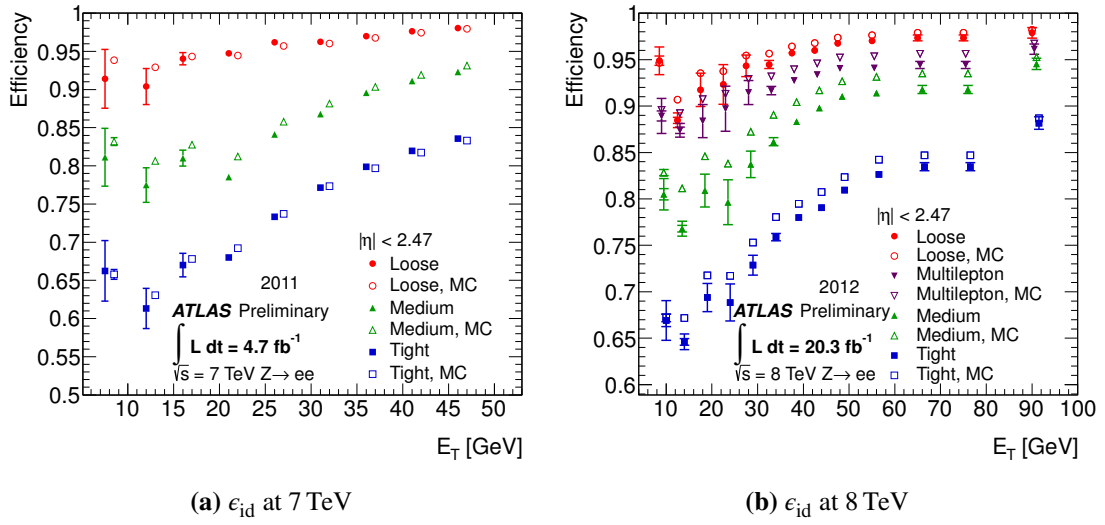 Efficiency
1
0.95
0.9
0.85
0.8
0.75
0.7
0.65
0.6
0.55
0.5
|η| < 2.47
Loose
Loose, MC
Medium
Medium, MC
Tight
Tight, MC
2011
ATLAS Preliminary
∫ L dt = 4.7 fb⁻¹
√s = 7 TeV Z→ ee
10 15 20 25 30 35 40 45 50
E_T [GeV]
(a) ϵ_id at 7 TeV
Efficiency
1
0.95
0.9
0.85
0.8
0.75
0.7
0.65
0.6
|η| < 2.47
Loose
Loose, MC
Multilepton
Multilepton, MC
Medium
Medium, MC
Tight
Tight, MC
2012
ATLAS Preliminary
∫ L dt = 20.3 fb⁻¹
√s = 8 TeV Z→ ee
10 20 30 40 50 60 70 80 90 100
E_T [GeV]
(b) ϵ_id at 8 TeV